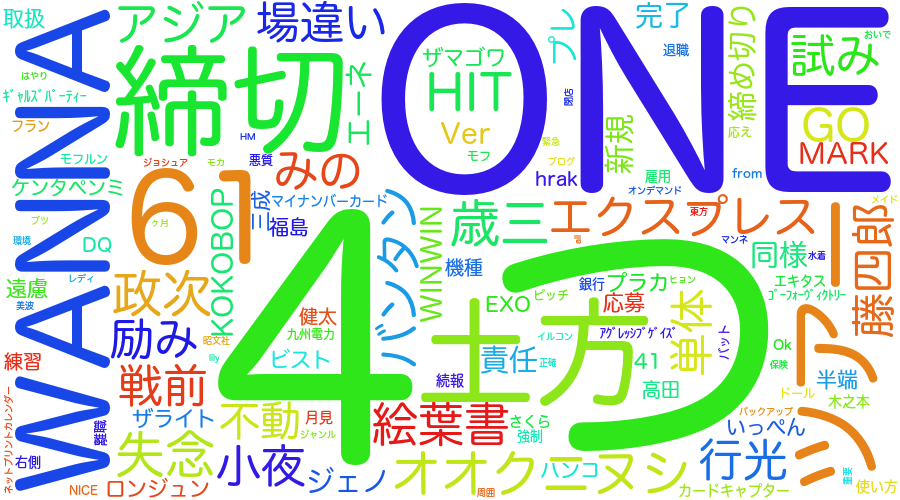 取扱
アジア
場違い
ONE
プレ
完了
退職
締め切り
試み
おいで
WANNA
はやり
ｷﾞｬﾙｽﾞﾊﾟｰﾃｨｰ
締切
エーネ
ザマゴワ
HIT
Ver
モフ
緊急
ブログ
閉店
新規
応え
GO
MARK
フラン
HM
モフルン
ジョシュア
モカ
悪質
みの
hrak
雇用
オンデマンド
from
ケンタペンミ
61
ヶ月
三成
マイナンバーカード
福島
KOKOBOP
バンタン
WINWIN
歳三
エクスプレス
東方
マンネ
同様
水着
ツアー
藤四郎
メイド
ブツ
環境
DQ
レディ
遠慮
美波
政次
4
つ
機種
銀行
プラカ
ヒョン
エキタス
ｺﾞｰﾌｫｰｳﾞｨｸﾄﾘｰ
励み
昭文社
健太
九州電力
EXO
ピッチ
応募
土方
単体
ｱｸﾞﾚｯｼﾌﾞﾃﾞｲｽﾞ
バット
イルコン
正確
41
Ok
保険
練習
戦前
ビスト
続報
責任
高田
ドール
半端
木之本
ネットプリントカレンダー
離職
ザライト
不動
月見
ジャンル
絵葉書
さくら
強制
バックアップ
いっぺん
右側
失念
小夜
ジェノ
オオクニヌシ
ハンコ
行光
カードキャプター
重要
使い方
NICE
ロンジュン
周囲